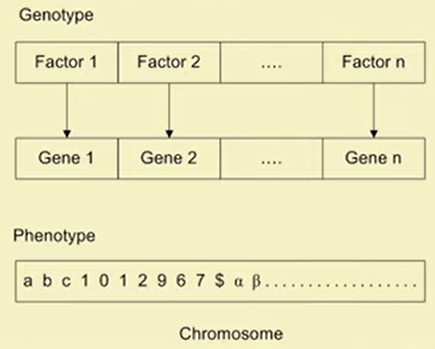 Genotype
Factor 1 Factor 2 .... Factor n
Gene 1 Gene 2 .... Gene n
Phenotype
a b c 1 0 1 2 9 6 7 $ α β..................
Chromosome